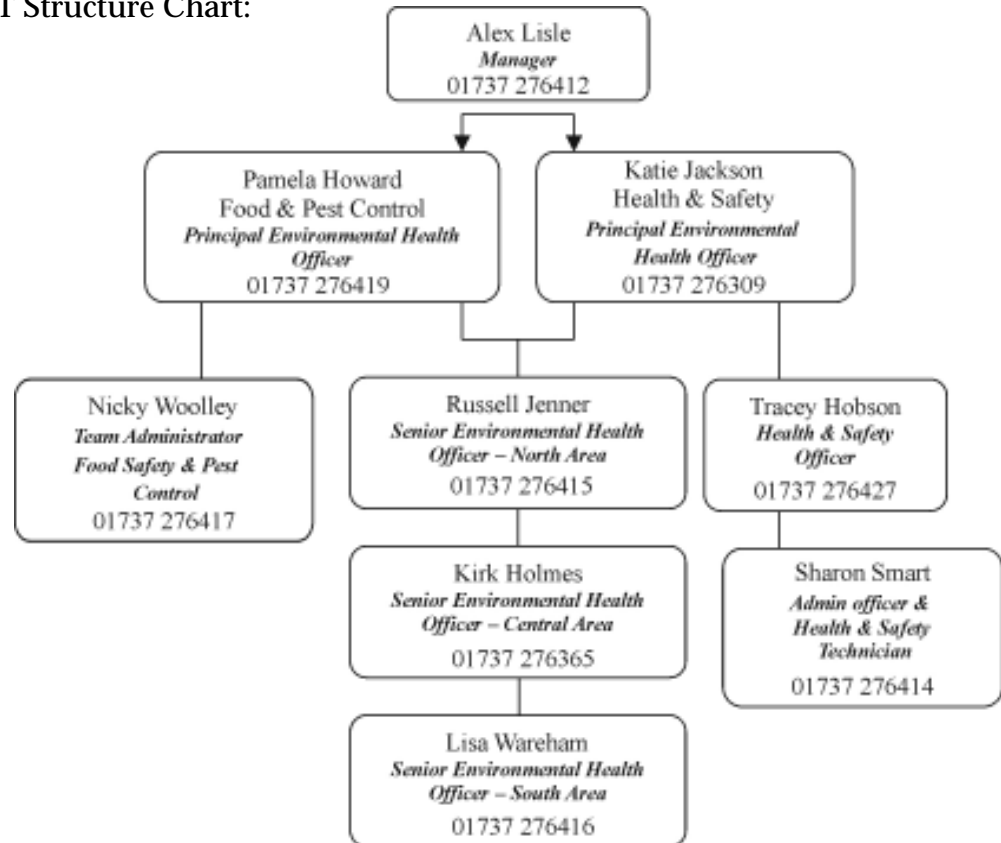 1 Structure Chart:
Alex Lisle
Manager
01737 276412
Pamela Howard
Food & Pest Control
Principal Environmental Health
Officer
01737 276419
Katie Jackson
Health & Safety
Principal Environmental
Health Officer
01737 276309
Nicky Woolley
Team Administrator
Food Safety & Pest
Control
01737 276417
Russell Jenner
Senior Environmental Health
Officer – North Area
01737 276415
Tracey Hobson
Health & Safety
Officer
01737 276427
Kirk Holmes
Senior Environmental Health
Officer – Central Area
01737 276365
Sharon Smart
Admin officer &
Health & Safety
Technician
01737 276414
Lisa Wareham
Senior Environmental Health
Officer – South Area
01737 276416